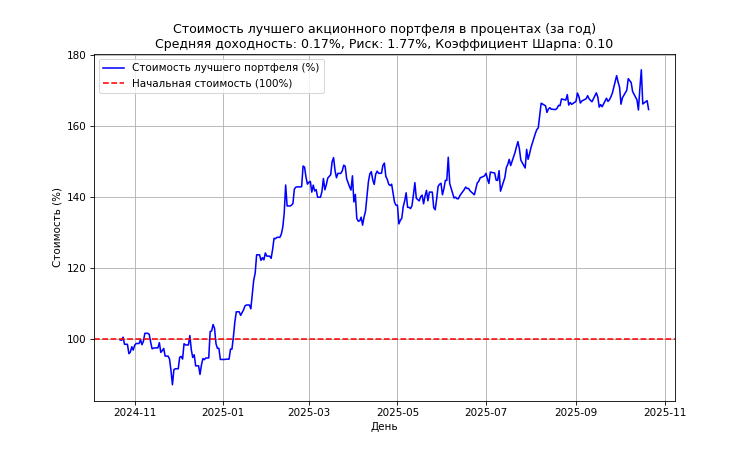 Стоимость лучшего акционного портфеля в процентах (за год)
Средняя доходность: 0.17%, Риск: 1.77%, Коэффициент Шарпа: 0.10
Стоимость лучшего портфеля (%)
Начальная стоимость (100%)
Стоимость (%)
180
160
140
120
100
2024-11
2025-01
2025-03
2025-05
2025-07
2025-09
2025-11
День